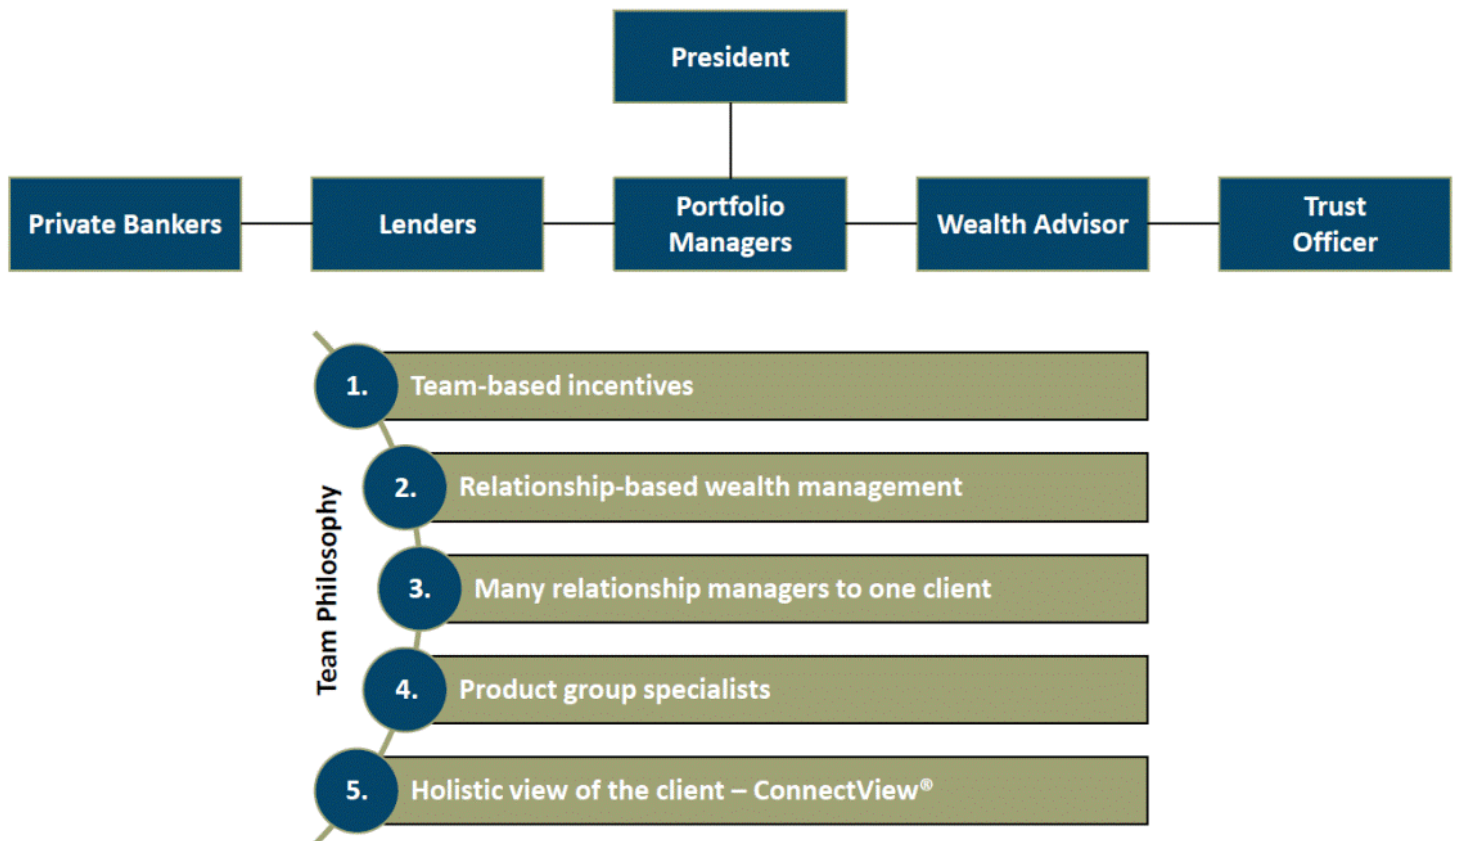 President
Private Bankers
Lenders
Portfolio
Managers
Wealth Advisor
Trust
Officer
Team Philosophy
1. Team-based incentives
2. Relationship-based wealth management
3. Many relationship managers to one client
4. Product group specialists
5. Holistic view of the client – ConnectView®